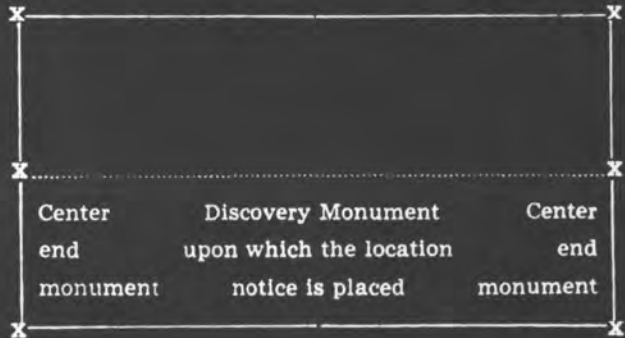 X X
X X
Center Discovery Monument Center
end upon which the location end
monument notice is placed monument
X X